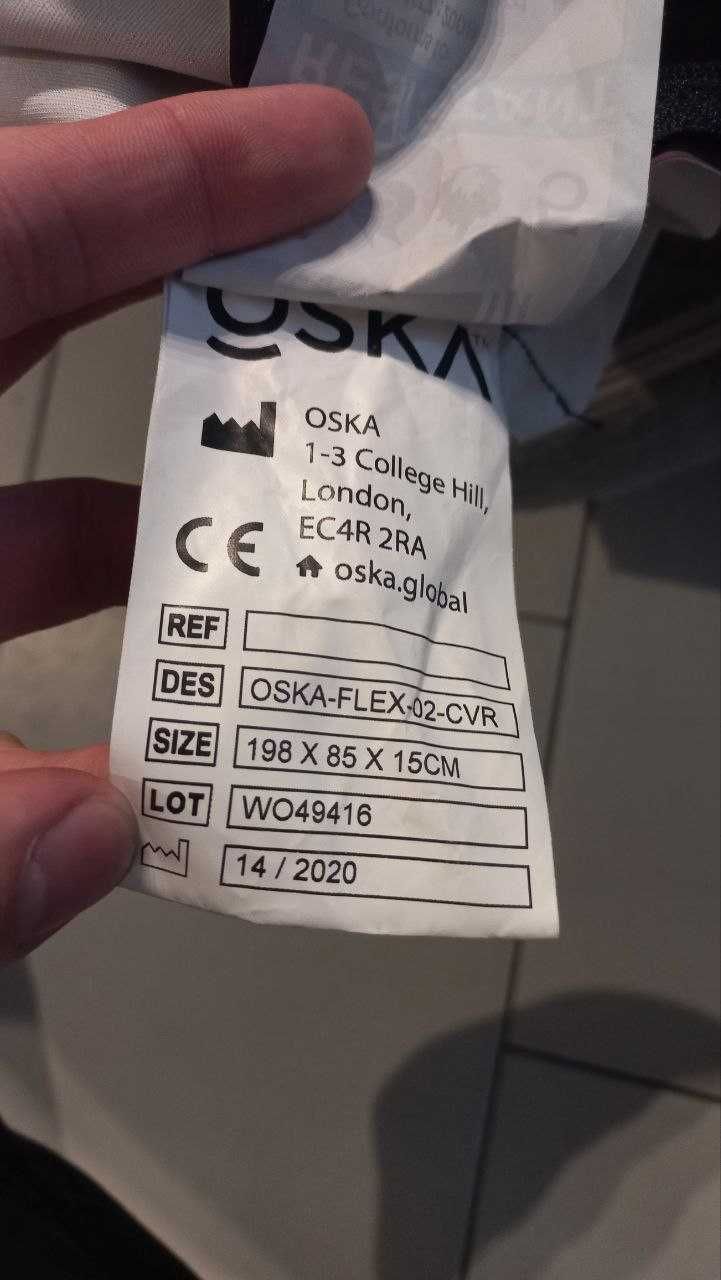 OSKA
TM
OSKA
1-3 College Hill,
London,
EC4R 2RA
CE
oska.global
REF
DES OSKA-FLEX-02-CVR
SIZE 198 X 85 X 15CM
LOT WO49416
14 / 2020